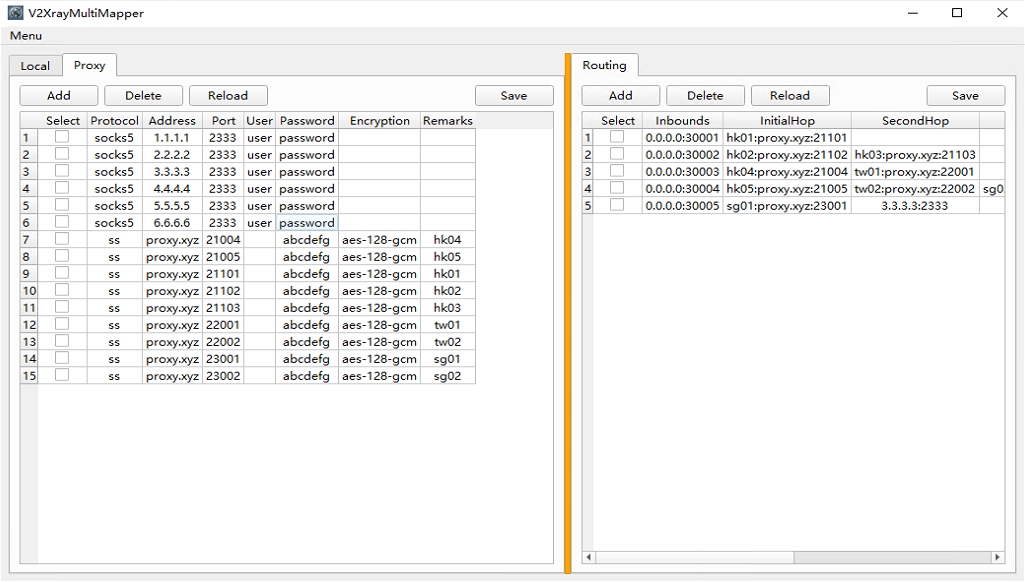 V2XrayMultiMapper
Menu
Local Proxy
Add Delete Reload Save
Select Protocol Address Port User Password Encryption Remarks
1 socks5 1.1.1.1 2333 user password
2 socks5 2.2.2.2 2333 user password
3 socks5 3.3.3.3 2333 user password
4 socks5 4.4.4.4 2333 user password
5 socks5 5.5.5.5 2333 user password
6 socks5 6.6.6.6 2333 user password
7 ss proxy.xyz 21004 abcdefg aes-128-gcm hk04
8 ss proxy.xyz 21005 abcdefg aes-128-gcm hk05
9 ss proxy.xyz 21101 abcdefg aes-128-gcm hk01
10 ss proxy.xyz 21102 abcdefg aes-128-gcm hk02
11 ss proxy.xyz 21103 abcdefg aes-128-gcm hk03
12 ss proxy.xyz 22001 abcdefg aes-128-gcm tw01
13 ss proxy.xyz 22002 abcdefg aes-128-gcm tw02
14 ss proxy.xyz 23001 abcdefg aes-128-gcm sg01
15 ss proxy.xyz 23002 abcdefg aes-128-gcm sg02
Routing
Add Delete Reload Save
Select Inbounds InitialHop SecondHop
1 0.0.0.0:30001 hk01:proxy.xyz:21101
2 0.0.0.0:30002 hk02:proxy.xyz:21102 hk03:proxy.xyz:21103
3 0.0.0.0:30003 hk04:proxy.xyz:21004 tw01:proxy.xyz:22001
4 0.0.0.0:30004 hk05:proxy.xyz:21005 tw02:proxy.xyz:22002 sg0
5 0.0.0.0:30005 sg01:proxy.xyz:23001 3.3.3.3:2333